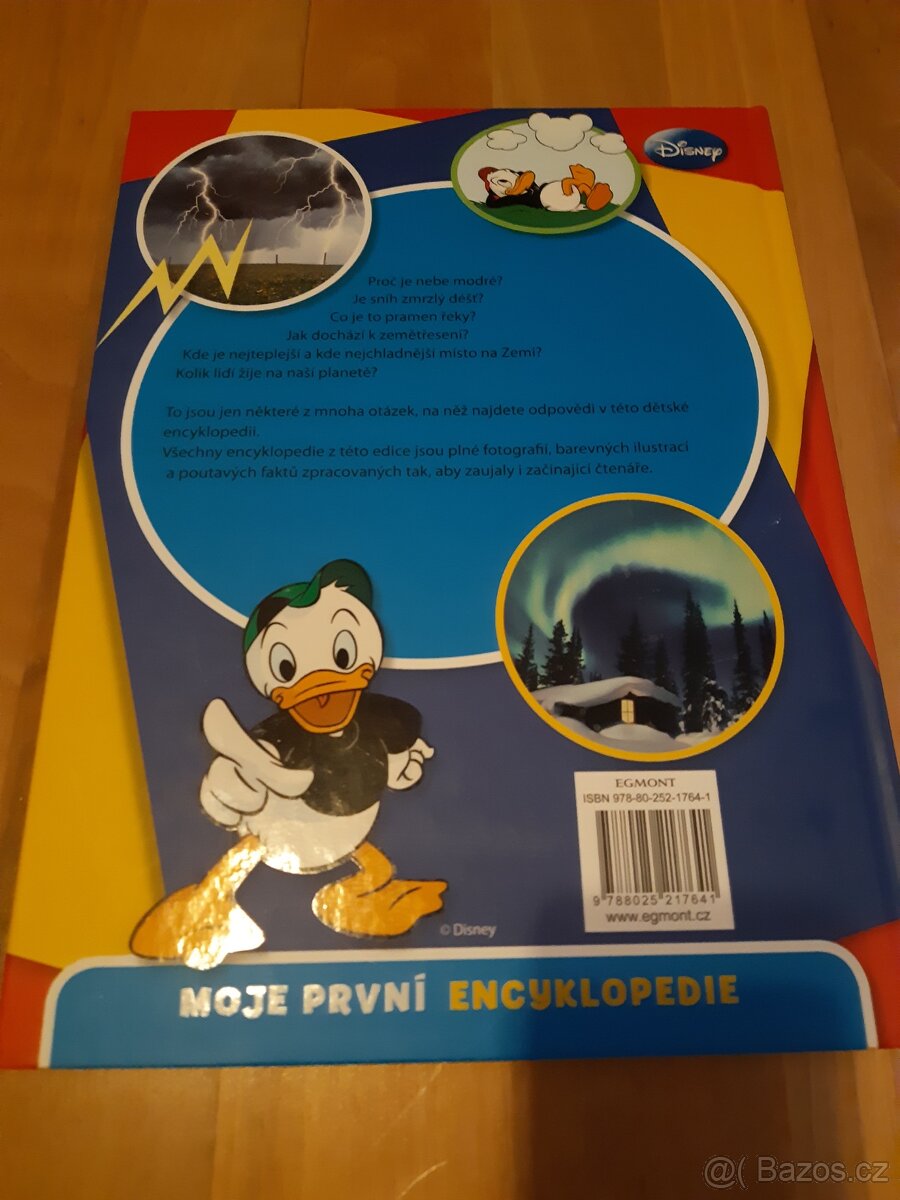 Disney
Proč je nebe modré?
Je sníh zmrzlý déšť?
Co je to pramen řeky?
Jak dochází k zemětřesení?
Kde je nejteplejší a kde nejchladnější místo na Zemi?
Kolik lidí žije na naší planetě?
To jsou jen některé z mnoha otázek, na něž najdete odpovědi v této dětské
encyklopedii.
Všechny encyklopedie z této edice jsou plné fotografií, barevných ilustrací
a poutavých faktů zpracovaných tak, aby zaujaly i začínající čtenáře.
EGMONT
ISBN 978-80-252-1764-1
9 788025 217641
www.egmont.cz
© Disney
MOJE PRVNÍ ENCYKLOPEDIE
@( Bazos.cz